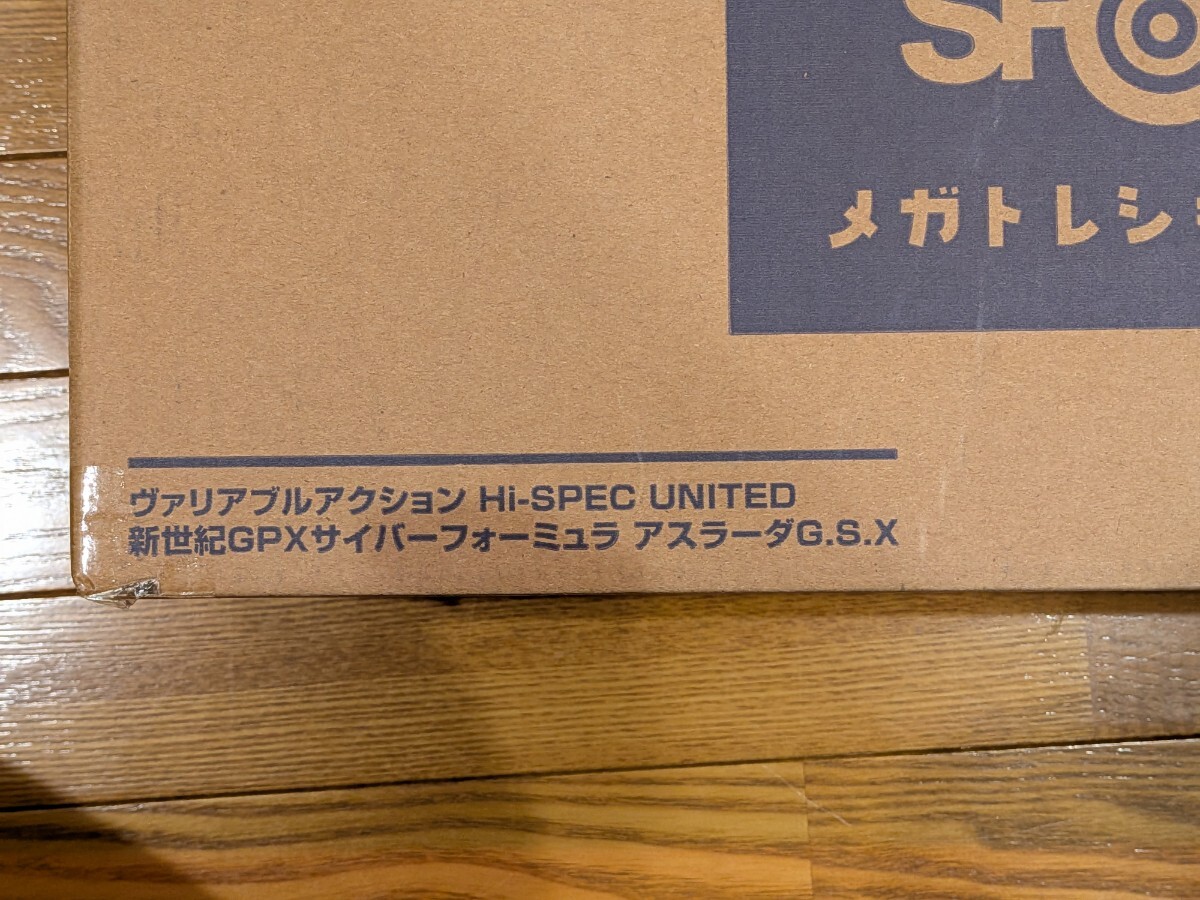 メガトレシ
ヴァリアブルアクション Hi-SPEC UNITED
新世紀GPXサイバーフォーミュラ アスラーダG.S.X